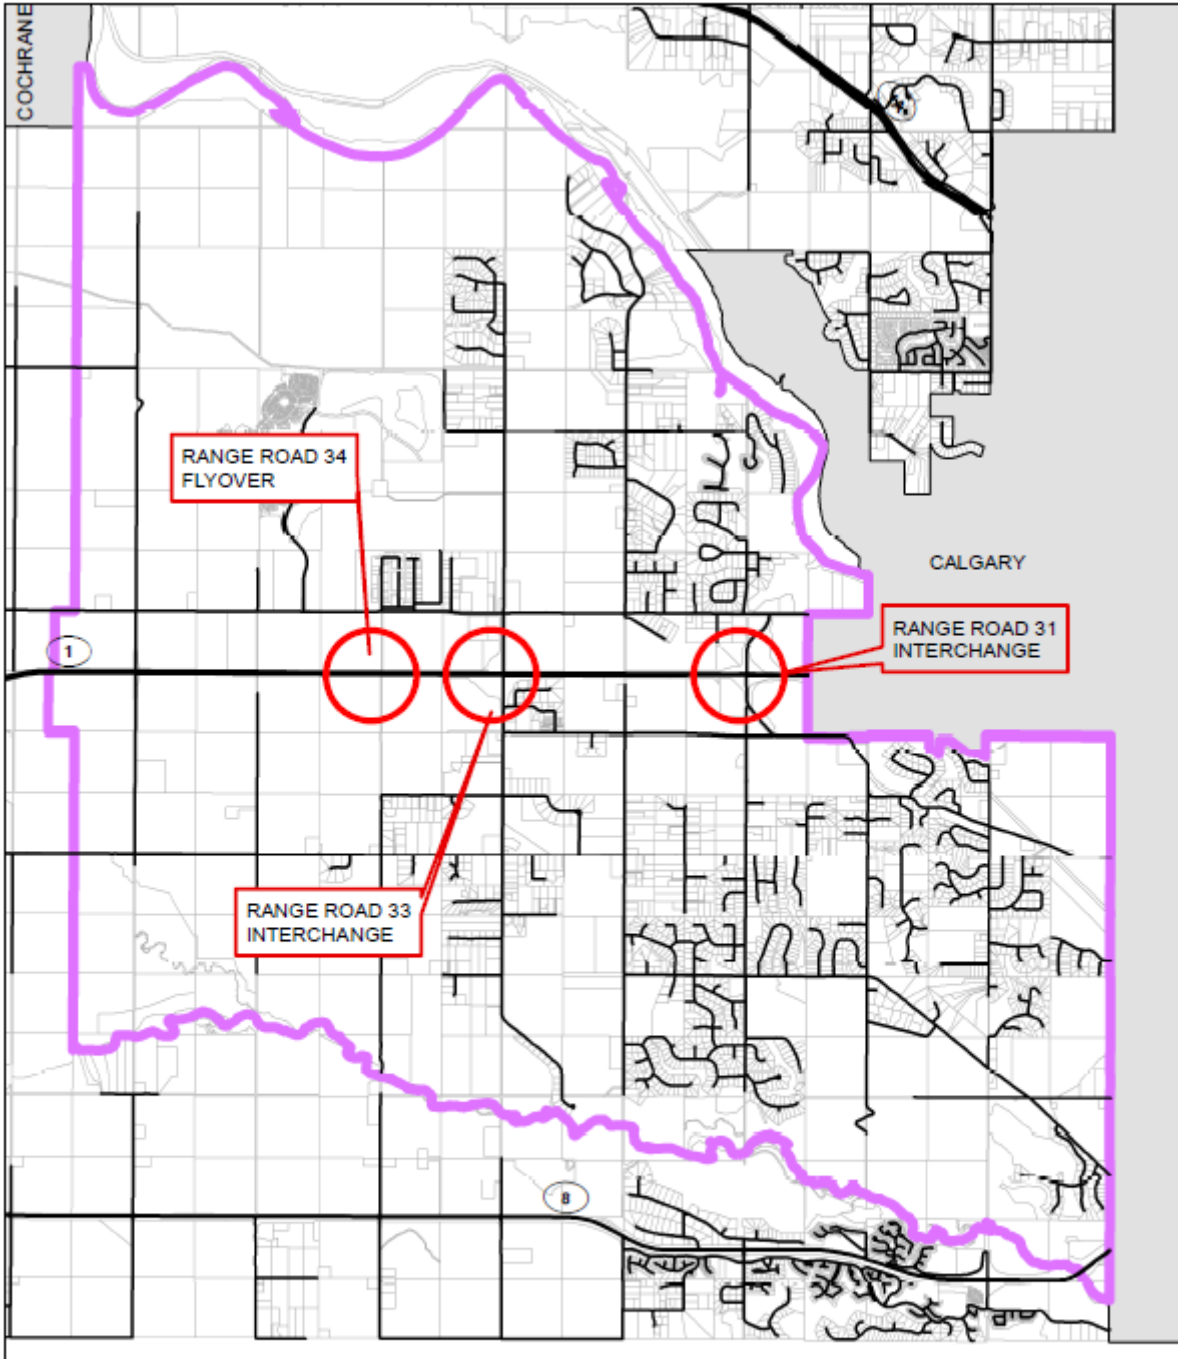 COCHRANE
RANGE ROAD 34
FLYOVER
CALGARY
1
RANGE ROAD 31
INTERCHANGE
RANGE ROAD 33
INTERCHANGE
8